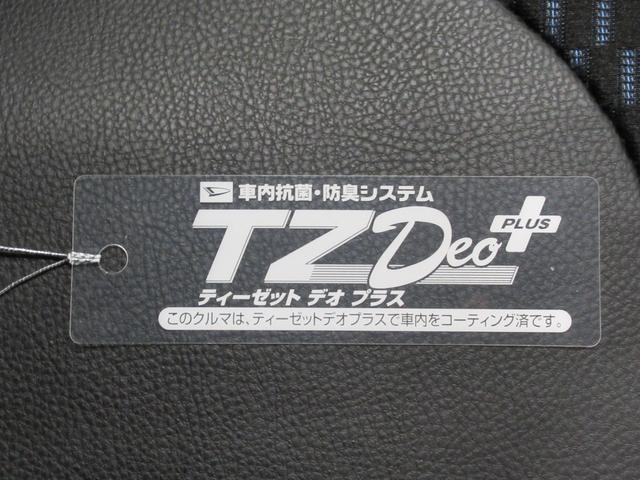 車内抗菌・防臭システム
TZ Deo PLUS
ティーゼット デオ プラス
このクルマは、ティーゼットデオプラスで車内をコーティング済です。